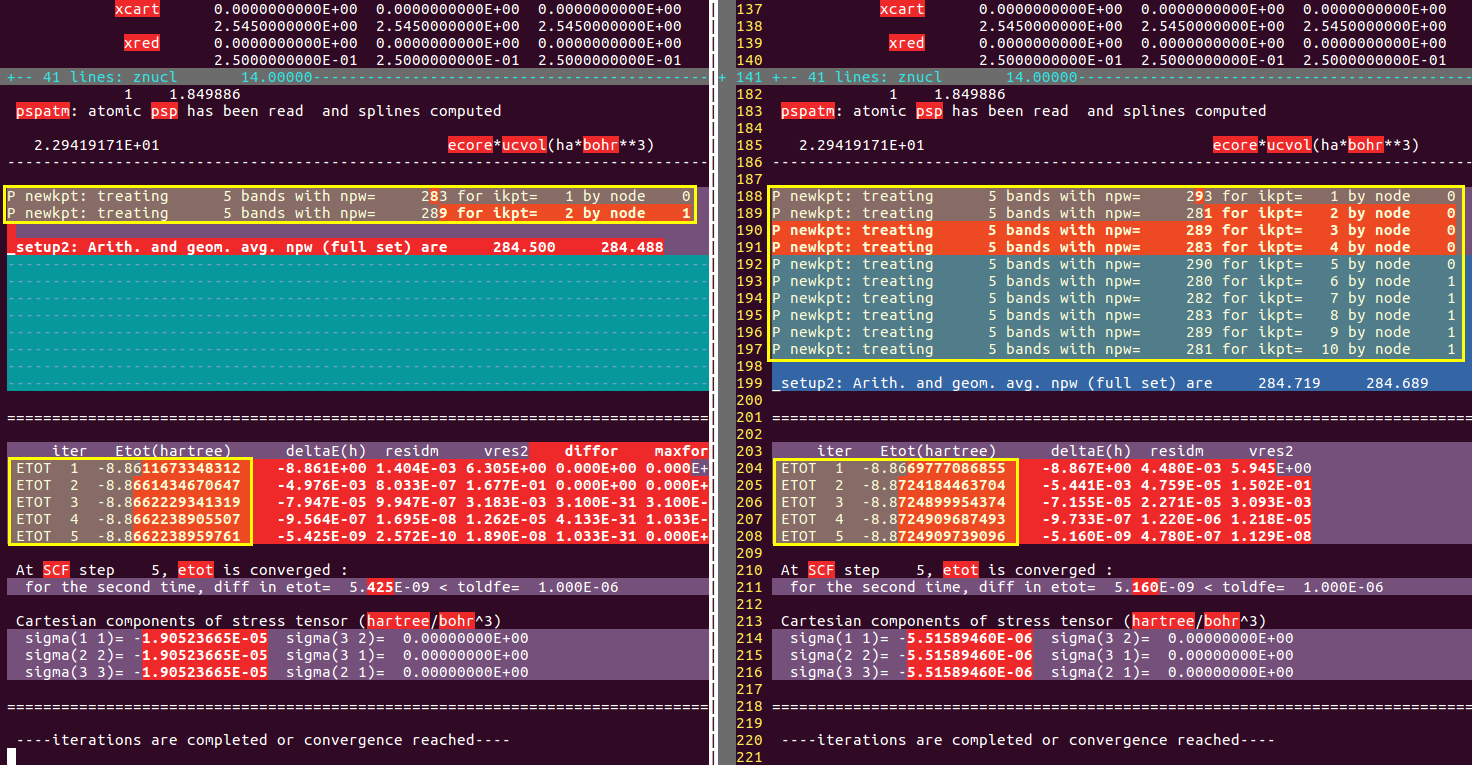 xcart 0.0000000000E+00 0.0000000000E+00 0.0000000000E+00
2.5450000000E+00 2.5450000000E+00 2.5450000000E+00
xred 0.0000000000E+00 0.0000000000E+00 0.0000000000E+00
2.5000000000E-01 2.5000000000E-01 2.5000000000E-01
+-- 41 lines: znucl 14.00000------------------------------
1 1.849886
pspatm: atomic psp has been read and splines computed
2.29419171E+01 ecore*ucvol(ha*bohr**3)
--------------------------------------------------------------------------------
P newkpt: treating 5 bands with npw= 283 for ikpt= 1 by node 0
P newkpt: treating 5 bands with npw= 289 for ikpt= 2 by node 1
_setup2: Arith. and geom. avg. npw (full set) are 284.500 284.488
================================================================================
iter Etot(hartree) deltaE(h) residm vres2 diffor maxfor
ETOT 1 -8.8611673348312 -8.861E+00 1.404E-03 6.305E+00 0.000E+00 0.000E+
ETOT 2 -8.8661434670647 -4.976E-03 8.033E-07 1.677E-01 0.000E+00 0.000E+
ETOT 3 -8.8662229341319 -7.947E-05 9.947E-07 3.183E-03 3.100E-31 3.100E-
ETOT 4 -8.8662238905507 -9.564E-07 1.695E-08 1.262E-05 4.133E-31 1.033E-
ETOT 5 -8.8662238959761 -5.425E-09 2.572E-10 1.890E-08 1.033E-31 0.000E+
At SCF step 5, etot is converged :
for the second time, diff in etot= 5.425E-09 < toldfe= 1.000E-06
Cartesian components of stress tensor (hartree/bohr^3)
sigma(1 1)= -1.90523665E-05 sigma(3 2)= 0.00000000E+00
sigma(2 2)= -1.90523665E-05 sigma(3 1)= 0.00000000E+00
sigma(3 3)= -1.90523665E-05 sigma(2 1)= 0.00000000E+00
================================================================================
----iterations are completed or convergence reached----
137 xcart 0.0000000000E+00 0.0000000000E+00 0.0000000000E+00
138 2.5450000000E+00 2.5450000000E+00 2.5450000000E+00
139 xred 0.0000000000E+00 0.0000000000E+00 0.0000000000E+00
140 2.5000000000E-01 2.5000000000E-01 2.5000000000E-01
+ 141 +-- 41 lines: znucl 14.00000------------------------------
182 1 1.849886
183 pspatm: atomic psp has been read and splines computed
184
185 2.29419171E+01 ecore*ucvol(ha*bohr**3)
186 --------------------------------------------------------------------------------
187
188 P newkpt: treating 5 bands with npw= 293 for ikpt= 1 by node 0
189 P newkpt: treating 5 bands with npw= 281 for ikpt= 2 by node 0
190 P newkpt: treating 5 bands with npw= 289 for ikpt= 3 by node 0
191 P newkpt: treating 5 bands with npw= 283 for ikpt= 4 by node 0
192 P newkpt: treating 5 bands with npw= 290 for ikpt= 5 by node 0
193 P newkpt: treating 5 bands with npw= 280 for ikpt= 6 by node 1
194 P newkpt: treating 5 bands with npw= 282 for ikpt= 7 by node 1
195 P newkpt: treating 5 bands with npw= 283 for ikpt= 8 by node 1
196 P newkpt: treating 5 bands with npw= 289 for ikpt= 9 by node 1
197 P newkpt: treating 5 bands with npw= 281 for ikpt= 10 by node 1
198
199 _setup2: Arith. and geom. avg. npw (full set) are 284.719 284.689
200
201 ================================================================================
202
203 iter Etot(hartree) deltaE(h) residm vres2
204 ETOT 1 -8.8669777086855 -8.867E+00 4.480E-03 5.945E+00
205 ETOT 2 -8.8724184463704 -5.441E-03 4.759E-05 1.502E-01
206 ETOT 3 -8.8724899954374 -7.155E-05 2.271E-05 3.093E-03
207 ETOT 4 -8.8724909687493 -9.733E-07 1.220E-06 1.218E-05
208 ETOT 5 -8.8724909739096 -5.160E-09 4.780E-07 1.129E-08
209
210 At SCF step 5, etot is converged :
211 for the second time, diff in etot= 5.160E-09 < toldfe= 1.000E-06
212
213 Cartesian components of stress tensor (hartree/bohr^3)
214 sigma(1 1)= -5.51589460E-06 sigma(3 2)= 0.00000000E+00
215 sigma(2 2)= -5.51589460E-06 sigma(3 1)= 0.00000000E+00
216 sigma(3 3)= -5.51589460E-06 sigma(2 1)= 0.00000000E+00
217
218 ================================================================================
219
220 ----iterations are completed or convergence reached----
221